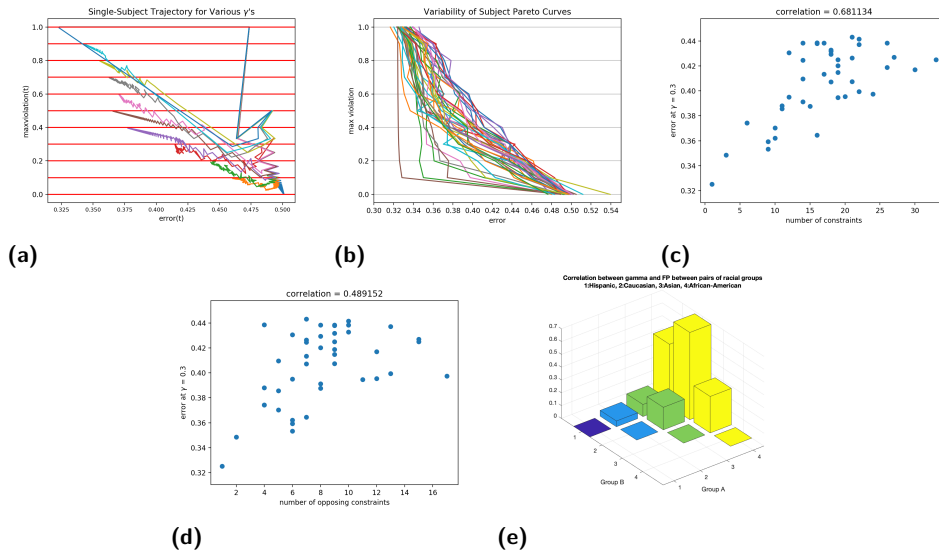 Single-Subject Trajectory for Various γ's
maxviolation(t)
1.0
0.8
0.6
0.4
0.2
0.0
0.325 0.350 0.375 0.400 0.425 0.450 0.475 0.500
error(t)
(a)
Variability of Subject Pareto Curves
max violation
1.0
0.8
0.6
0.4
0.2
0.0
0.30 0.32 0.34 0.36 0.38 0.40 0.42 0.44 0.46 0.48 0.50 0.52 0.54
error
(b)
correlation = 0.681134
error at γ = 0.3
0.44
0.42
0.40
0.38
0.36
0.34
0.32
0 5 10 15 20 25 30
number of constraints
(c)
correlation = 0.489152
error at γ = 0.3
0.44
0.42
0.40
0.38
0.36
0.34
0.32
2 4 6 8 10 12 14 16
number of opposing constraints
(d)
Correlation between gamma and FP between pairs of racial groups
1:Hispanic, 2:Caucasian, 3:Asian, 4:African-American
0.7
0.6
0.5
0.4
0.3
0.2
0.1
0
1
2
3
4
Group B
1
2
3
4
Group A
(e)